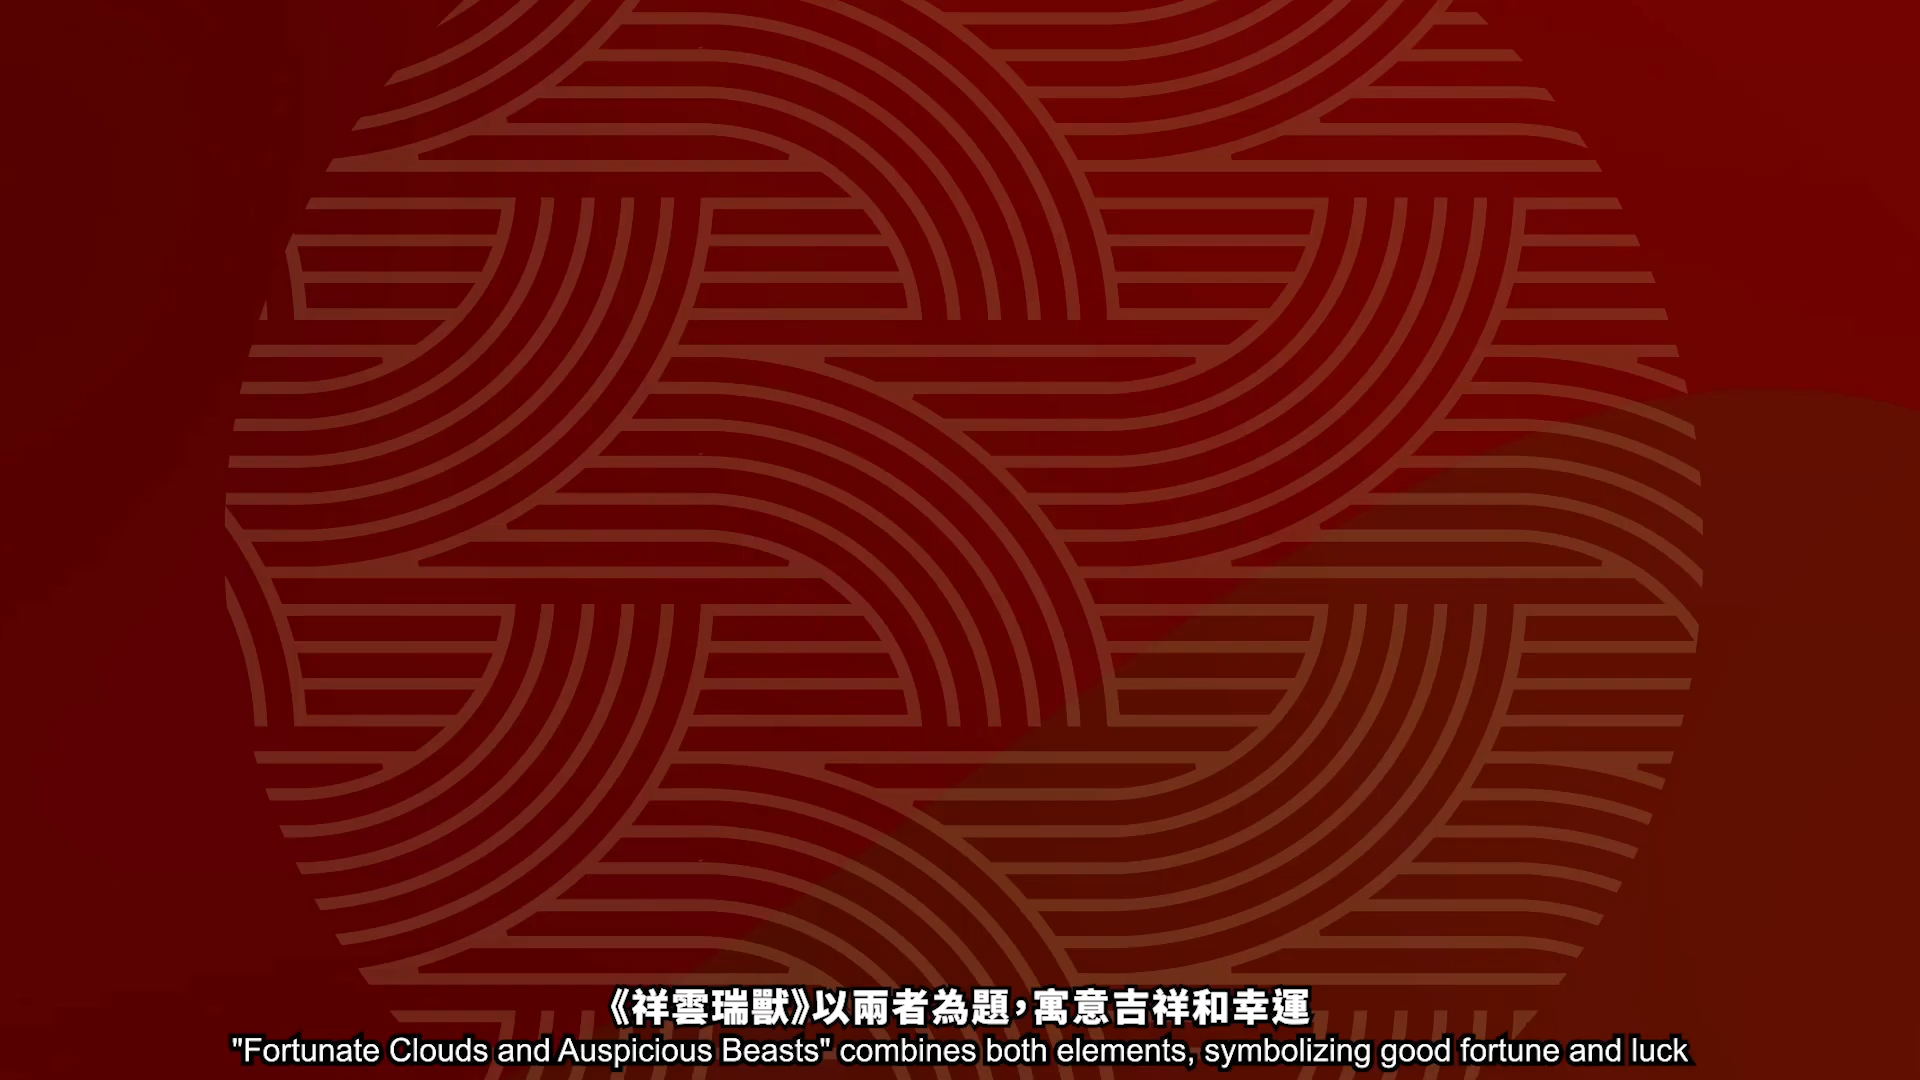 《祥雲瑞獸》以兩者為題，寓意吉祥和幸運
"Fortunate Clouds and Auspicious Beasts" combines both elements, symbolizing good fortune and luck